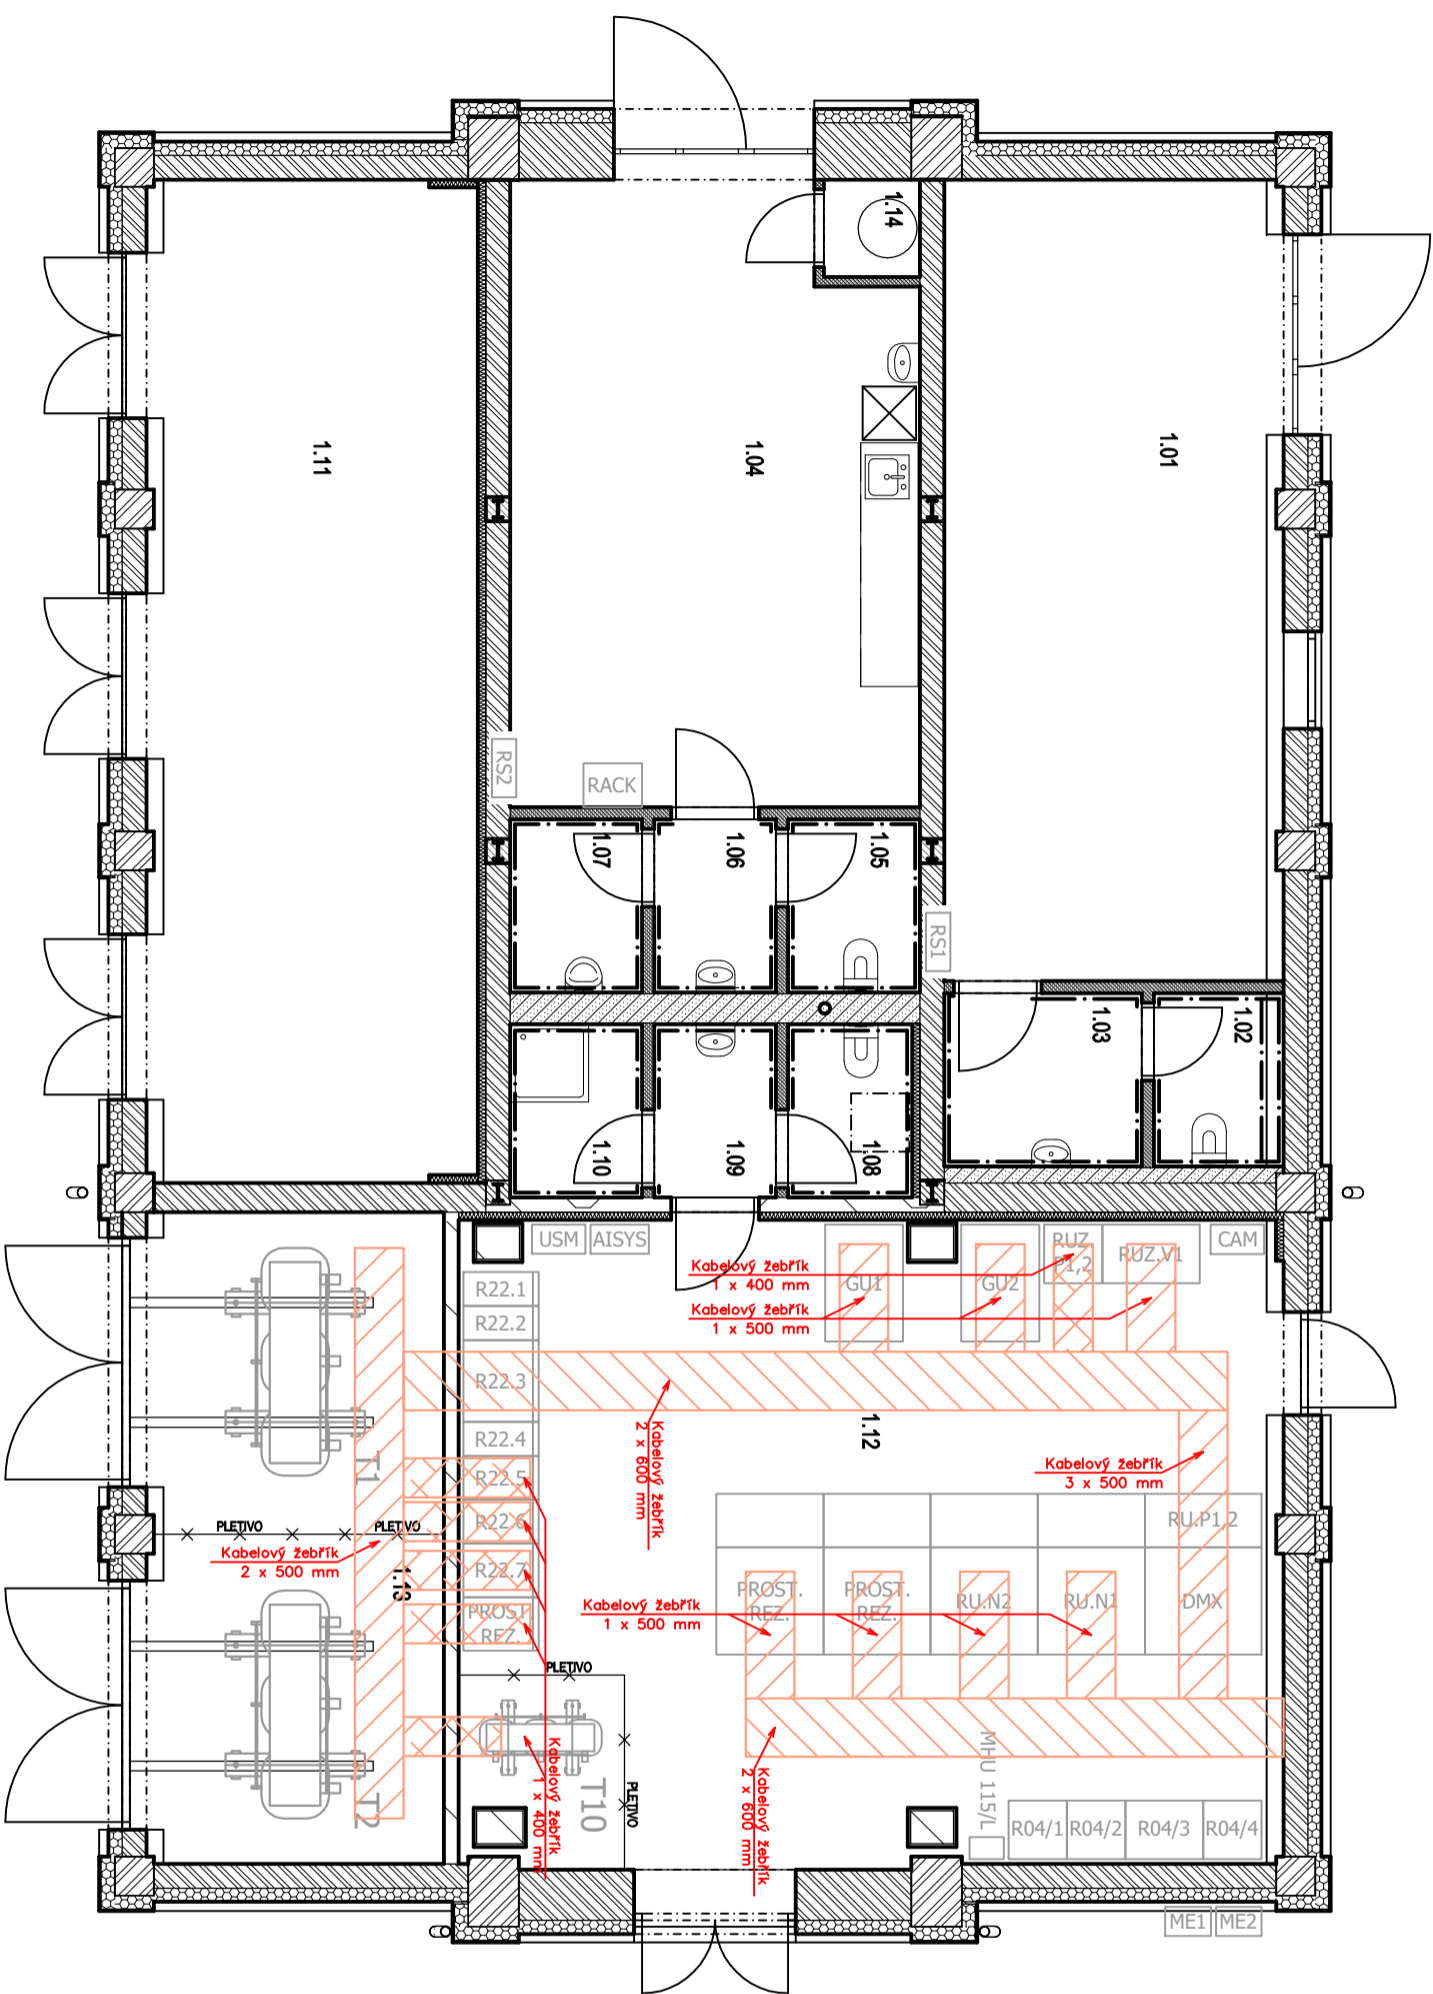 1.14
1.11
1.04
1.01
RS2
RACK
1.07
1.06
1.05
RS1
1.03
1.02
1.10
1.09
1.08
USM
AISYS
RUZ
P1,2
RUZ.V1
CAM
GU1
GU2
Kabelový žebřík
1 x 400 mm
Kabelový žebřík
1 x 500 mm
R22.1
R22.2
R22.3
R22.4
R22.5
R22.6
R22.7
PROST.
REZ.
1.12
Kabelový žebřík
2 x 600 mm
Kabelový žebřík
3 x 500 mm
T1
PLETIVO
PLETIVO
Kabelový žebřík
2 x 500 mm
1.13
RU.P1,2
PROST.
REZ.
PROST.
REZ.
RU.N2
RU.N1
DMX
Kabelový žebřík
1 x 500 mm
PLETIVO
PLETIVO
T10
T2
Kabelový žebřík
1 x 400 mm
Kabelový žebřík
2 x 600 mm
MHU 115/L
R04/1
R04/2
R04/3
R04/4
ME1
ME2